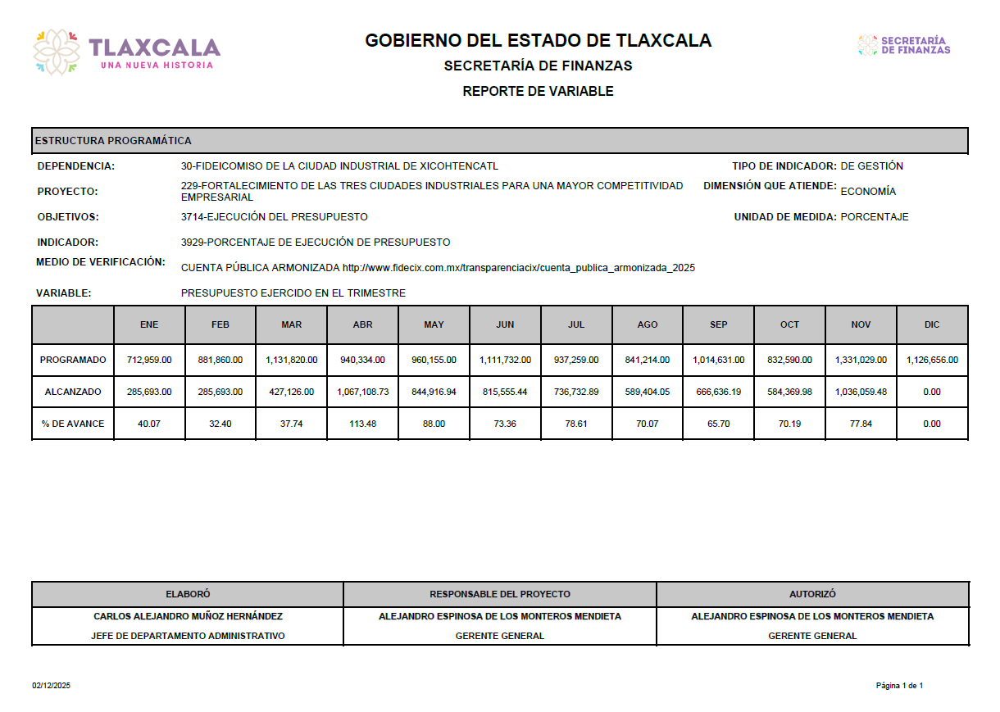 TLAXCALA
UNA NUEVA HISTORIA
GOBIERNO DEL ESTADO DE TLAXCALA
SECRETARÍA DE FINANZAS
REPORTE DE VARIABLE
SECRETARÍA
DE FINANZAS
ESTRUCTURA PROGRAMÁTICA
DEPENDENCIA: 30-FIDEICOMISO DE LA CIUDAD INDUSTRIAL DE XICOHTENCATL TIPO DE INDICADOR: DE GESTIÓN
PROYECTO: 229-FORTALECIMIENTO DE LAS TRES CIUDADES INDUSTRIALES PARA UNA MAYOR COMPETITIVIDAD
EMPRESARIAL
DIMENSIÓN QUE ATIENDE: ECONOMÍA
OBJETIVOS: 3714-EJECUCIÓN DEL PRESUPUESTO UNIDAD DE MEDIDA: PORCENTAJE
INDICADOR: 3929-PORCENTAJE DE EJECUCIÓN DE PRESUPUESTO
MEDIO DE VERIFICACIÓN: CUENTA PÚBLICA ARMONIZADA http://www.fidecix.com.mx/transparenciacix/cuenta_publica_armonizada_2025
VARIABLE: PRESUPUESTO EJERCIDO EN EL TRIMESTRE
ENE FEB MAR ABR MAY JUN JUL AGO SEP OCT NOV DIC
PROGRAMADO 712,959.00 881,860.00 1,131,820.00 940,334.00 960,155.00 1,111,732.00 937,259.00 841,214.00 1,014,631.00 832,590.00 1,331,029.00 1,126,656.00
ALCANZADO 285,693.00 285,693.00 427,126.00 1,067,108.73 844,916.94 815,555.44 736,732.89 589,404.05 666,636.19 584,369.98 1,036,059.48 0.00
% DE AVANCE 40.07 32.40 37.74 113.48 88.00 73.36 78.61 70.07 65.70 70.19 77.84 0.00
ELABORÓ RESPONSABLE DEL PROYECTO AUTORIZÓ
CARLOS ALEJANDRO MUÑOZ HERNÁNDEZ ALEJANDRO ESPINOSA DE LOS MONTEROS MENDIETA ALEJANDRO ESPINOSA DE LOS MONTEROS MENDIETA
JEFE DE DEPARTAMENTO ADMINISTRATIVO GERENTE GENERAL GERENTE GENERAL
02/12/2025 Página 1 de 1